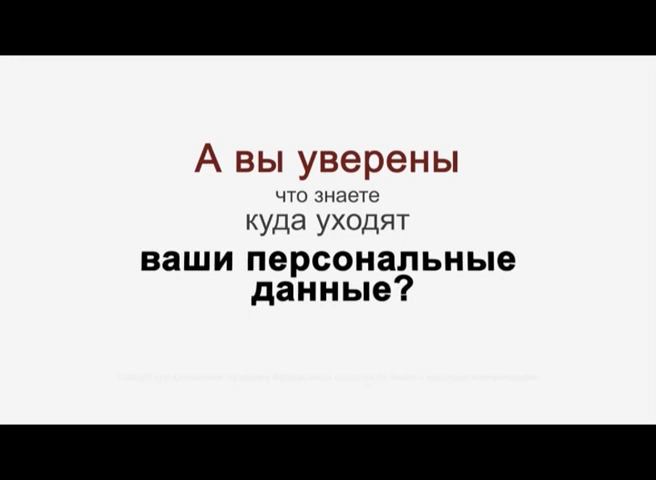 А вы уверены
что знаете
куда уходят
ваши персональные
данные?